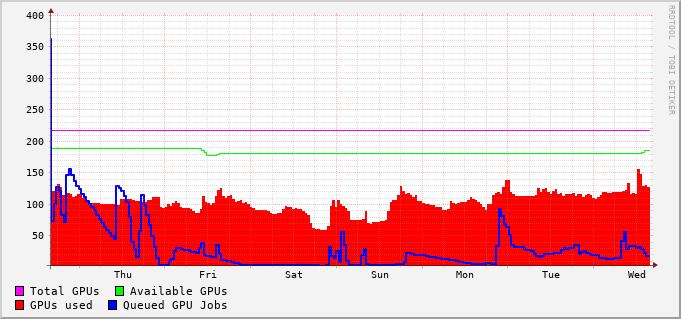 400
350
300
250
200
150
100
50
Thu Fri Sat Sun Mon Tue Wed
Total GPUs Available GPUs
GPUs used Queued GPU Jobs
RRDTOOL / TOBI OETIKER